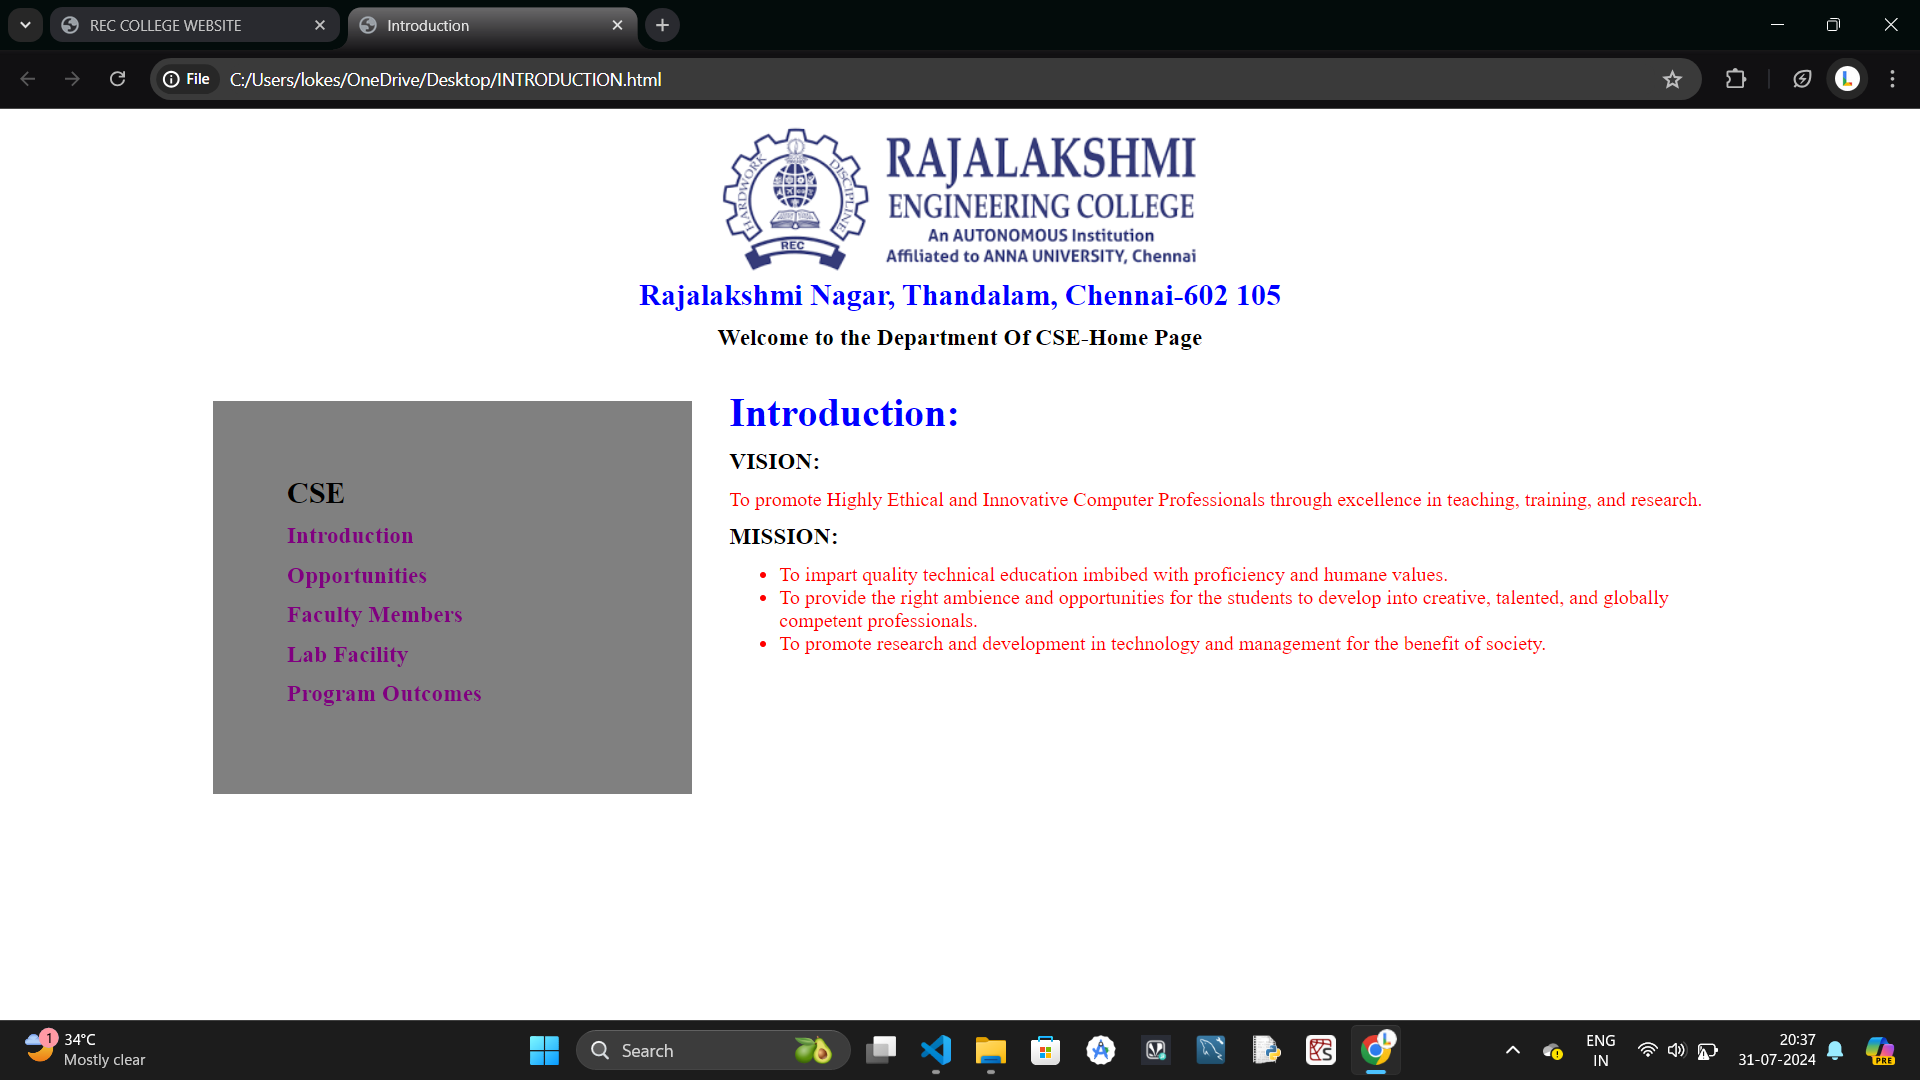 REC COLLEGE WEBSITE
Introduction
File
C:/Users/lokes/OneDrive/Desktop/INTRODUCTION.html
L
HARDWORK
DISCIPLINE
REC
RAJALAKSHMI
ENGINEERING COLLEGE
An AUTONOMOUS Institution
Affiliated to ANNA UNIVERSITY, Chennai
Rajalakshmi Nagar, Thandalam, Chennai-602 105
Welcome to the Department Of CSE-Home Page
CSE
Introduction
Opportunities
Faculty Members
Lab Facility
Program Outcomes
Introduction:
VISION:
To promote Highly Ethical and Innovative Computer Professionals through excellence in teaching, training, and research.
MISSION:
To impart quality technical education imbibed with proficiency and humane values.
To provide the right ambience and opportunities for the students to develop into creative, talented, and globally
competent professionals.
To promote research and development in technology and management for the benefit of society.
1
34°C
Mostly clear
Search
L
ENG
IN
20:37
31-07-2024
PRE